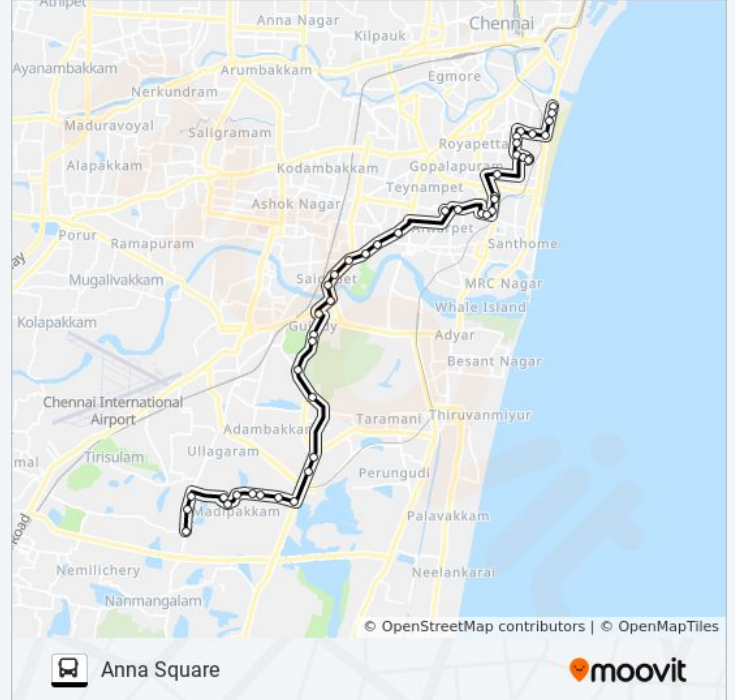 Athipet
Anna Nagar
Chennai
Kilpauk
Ayanambakkam
Arumbakkam
Egmore
Nerkundram
Maduravoyal
Saligramam
Royapetta
Alapakkam
Kodambakkam
Gopalapuram
Teynampet
Ashok Nagar
Alwarpet
Porur
Ramapuram
Santhome
Mugalivakkam
Saidapet
MRC Nagar
Whale Island
Kolapakkam
Guindy
Adyar
Besant Nagar
Chennai International
Airport
Taramani
Thiruvanmiyur
Adambakkam
Ullagaram
Tirisulam
Perungudi
Madipakkam
Palavakkam
Road
Nemilichery
Neelankarai
Nanmangalam
© OpenStreetMap contributors | © OpenMapTiles
Anna Square
moovit